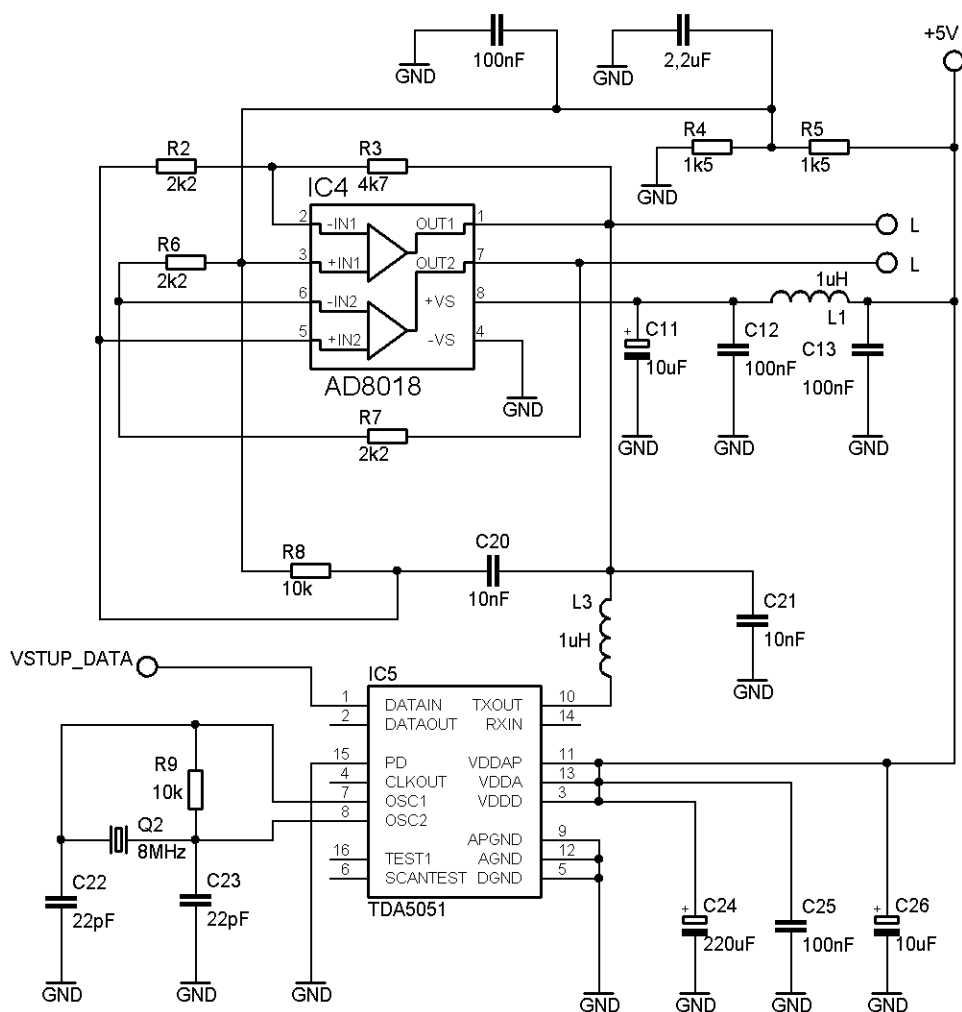 +5V
100nF
2,2uF
GND
GND
R4
1k5
R5
1k5
GND
R2
2k2
R3
4k7
IC4
2 -IN1 OUT1 1
3 +IN1 OUT2 7
6 -IN2 +VS 8
5 +IN2 -VS 4
AD8018
R6
2k2
L
L
1uH
L1
C11
+
10uF
C12
100nF
C13
100nF
GND
GND
GND
GND
R7
2k2
R8
10k
C20
10nF
L3
1uH
C21
10nF
GND
VSTUP_DATA
IC5
1 DATAIN TXOUT 10
2 DATAOUT RXIN 14
15 PD VDDAP 11
4 CLKOUT VDDA 13
7 OSC1 VDDD 3
8 OSC2
APGND 9
16 TEST1 AGND 12
6 SCANTEST DGND 5
TDA5051
R9
10k
Q2
8MHz
C22
22pF
C23
22pF
C24
+
220uF
C25
100nF
C26
+
10uF
GND
GND
GND
GND
GND
GND
GND